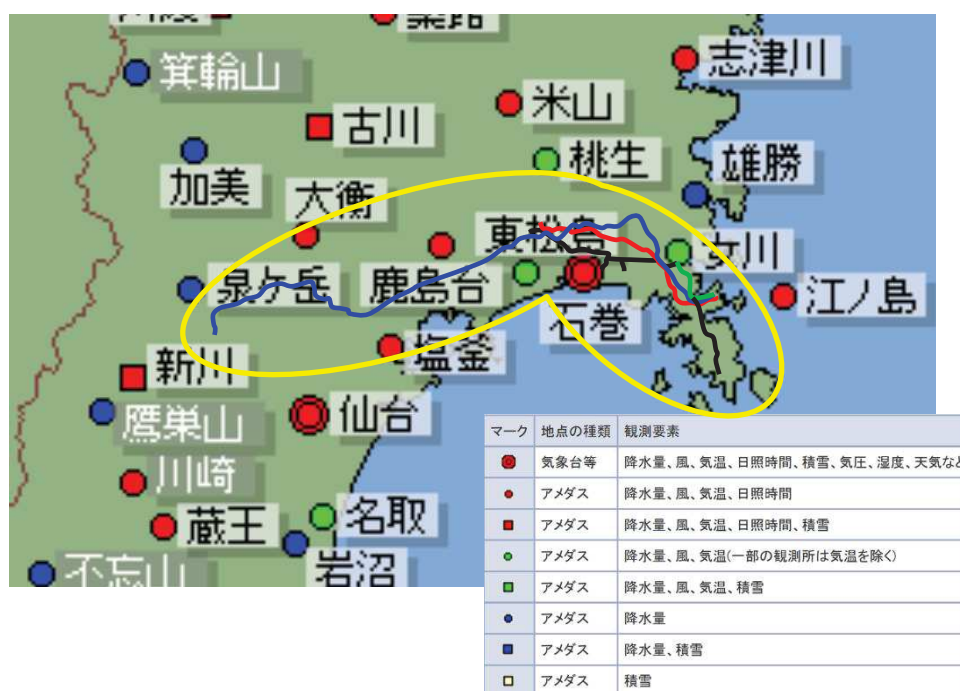 箕輪山
志津川
米山
古川
桃生
雄勝
加美
大衡
東松島
女川
泉ケ岳
鹿島台
江ノ島
石巻
塩釜
新川
鷹巣山
仙台
川崎
蔵王
名取
岩沼
不忘山
マーク 地点の種類 観測要素
気象台等 降水量、風、気温、日照時間、積雪、気圧、湿度、天気など
アメダス 降水量、風、気温、日照時間
アメダス 降水量、風、気温、日照時間、積雪
アメダス 降水量、風、気温(一部の観測所は気温を除く)
アメダス 降水量、風、気温、積雪
アメダス 降水量
アメダス 降水量、積雪
アメダス 積雪